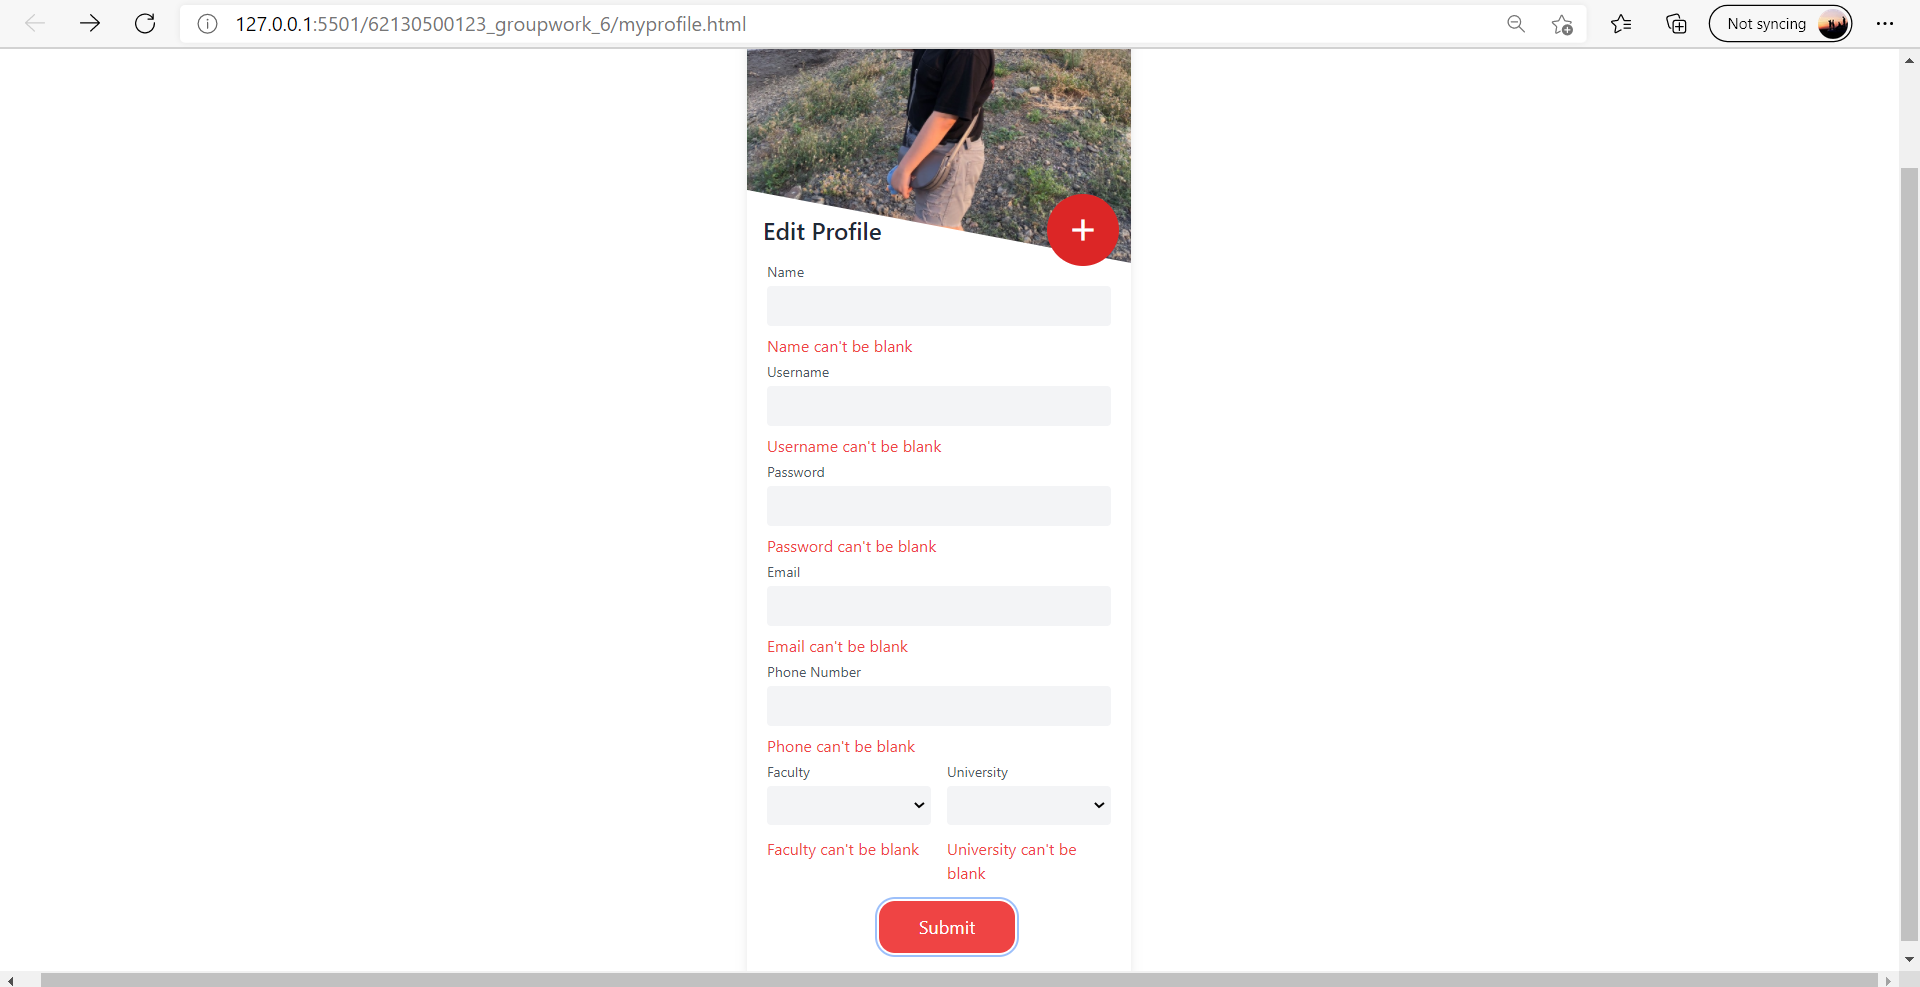 127.0.0.1:5501/62130500123_groupwork_6/myprofile.html
Not syncing
Edit Profile
Name
Name can't be blank
Username
Username can't be blank
Password
Password can't be blank
Email
Email can't be blank
Phone Number
Phone can't be blank
Faculty
University
Faculty can't be blank
University can't be
blank
Submit